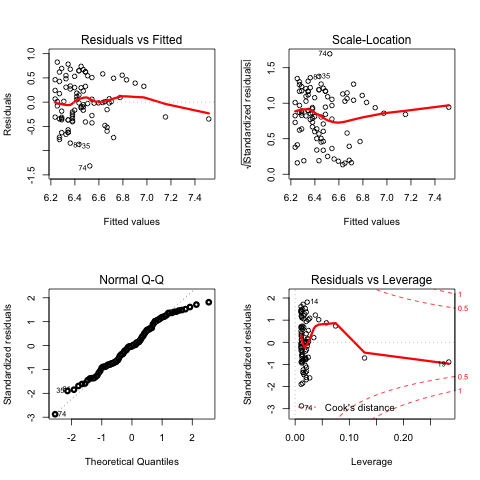 Residuals vs Fitted
Residuals
1.0
0.5
0.0
-0.5
-1.5
35
74
6.2 6.4 6.6 6.8 7.0 7.2 7.4
Fitted values
Scale-Location
√|Standardized residuals|
1.5
1.0
0.5
0.0
74
35
6.2 6.4 6.6 6.8 7.0 7.2 7.4
Fitted values
Normal Q-Q
Standardized residuals
2
1
0
-1
-2
-3
35
74
-2 -1 0 1 2
Theoretical Quantiles
Residuals vs Leverage
Standardized residuals
2
1
0
-1
-2
-3
14
1
0.5
19
0.5
1
74
Cook's distance
0.00 0.05 0.10 0.20
Leverage